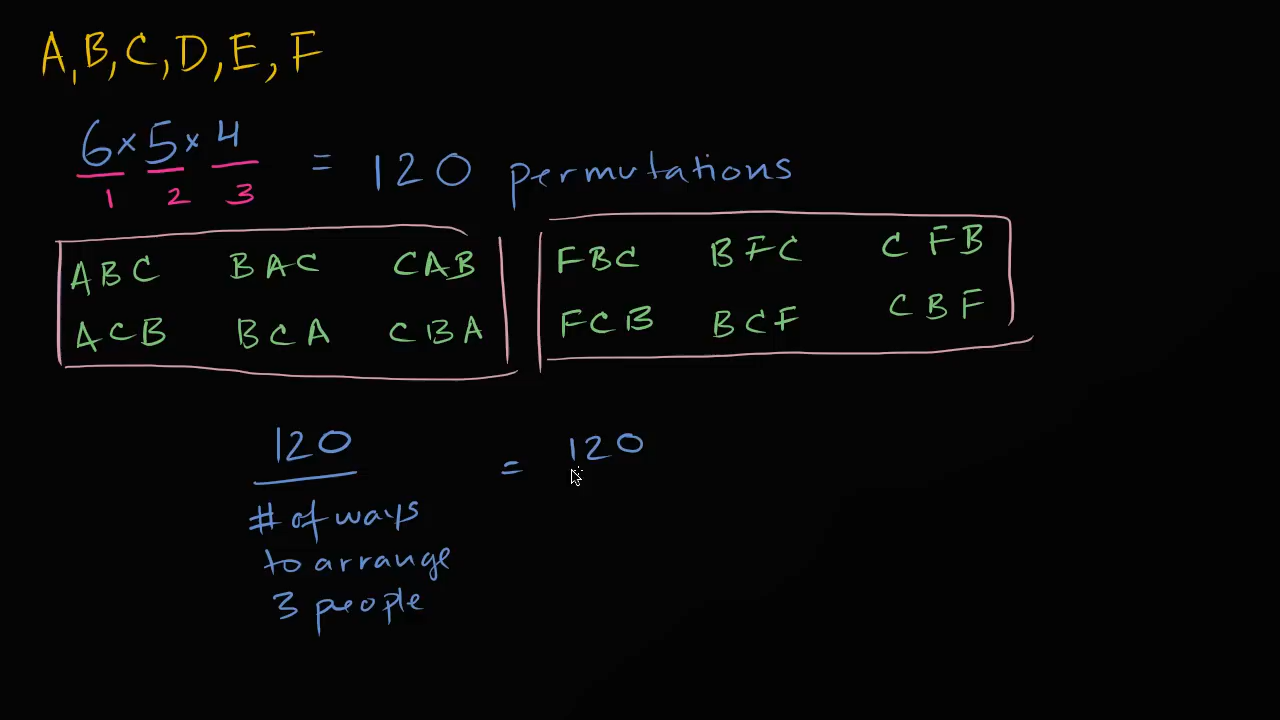 A, B, C, D, E, F
6 × 5 × 4 = 120 permutations
1 2 3
ABC BAC CAB FBC BFC CFB
ACB BCA CBA FCB BCF CBF
120 = 120
# of ways
to arrange
3 people